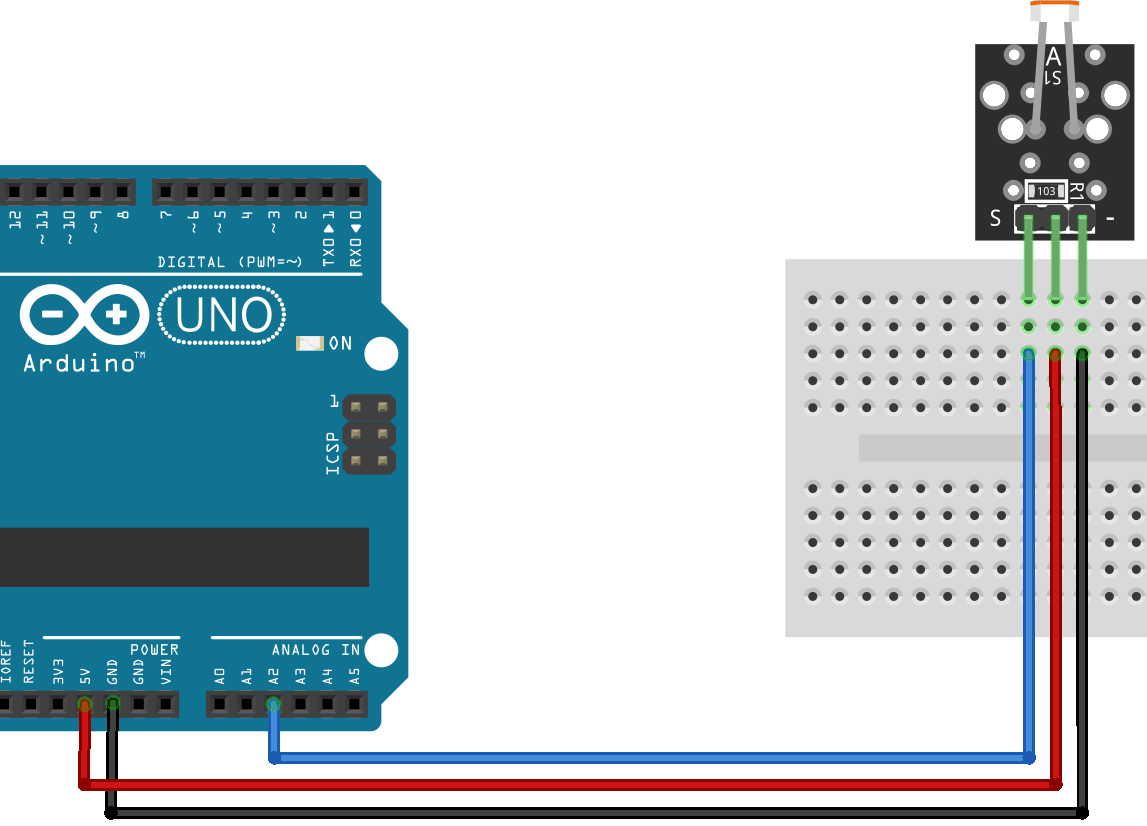 A
S1
103
R1
S
-
12
~11
~10
~9
8
7
~6
~5
4
~3
2
TX0▶1
RX0◀0
DIGITAL (PWM=~)
UNO
Arduino™
ON
1
ICSP
POWER
ANALOG IN
IOREF
RESET
3V3
5V
GND
GND
VIN
A0
A1
A2
A3
A4
A5